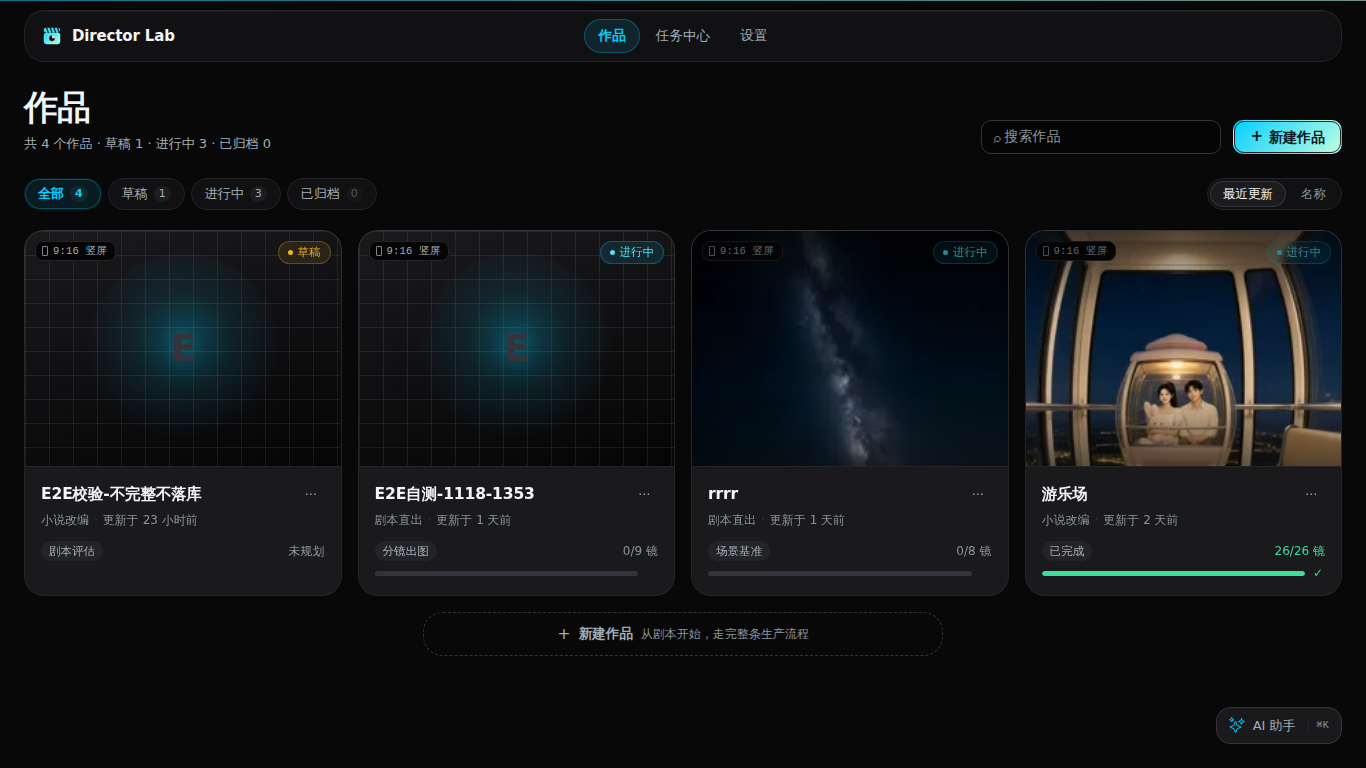 Director Lab
作品
任务中心
设置
作品
共 4 个作品 · 草稿 1 · 进行中 3 · 已归档 0
搜索作品
+ 新建作品
全部 4
草稿 1
进行中 3
已归档 0
最近更新
名称
9:16 竖屏
草稿
E
E2E校验-不完整不落库
···
小说改编 · 更新于 23 小时前
剧本评估
未规划
9:16 竖屏
进行中
E
E2E自测-1118-1353
···
剧本直出 · 更新于 1 天前
分镜出图
0/9 镜
9:16 竖屏
进行中
rrrr
···
剧本直出 · 更新于 1 天前
场景基准
0/8 镜
9:16 竖屏
进行中
游乐场
···
小说改编 · 更新于 2 天前
已完成
26/26 镜
✓
+ 新建作品 从剧本开始，走完整条生产流程
AI 助手 ⌘K